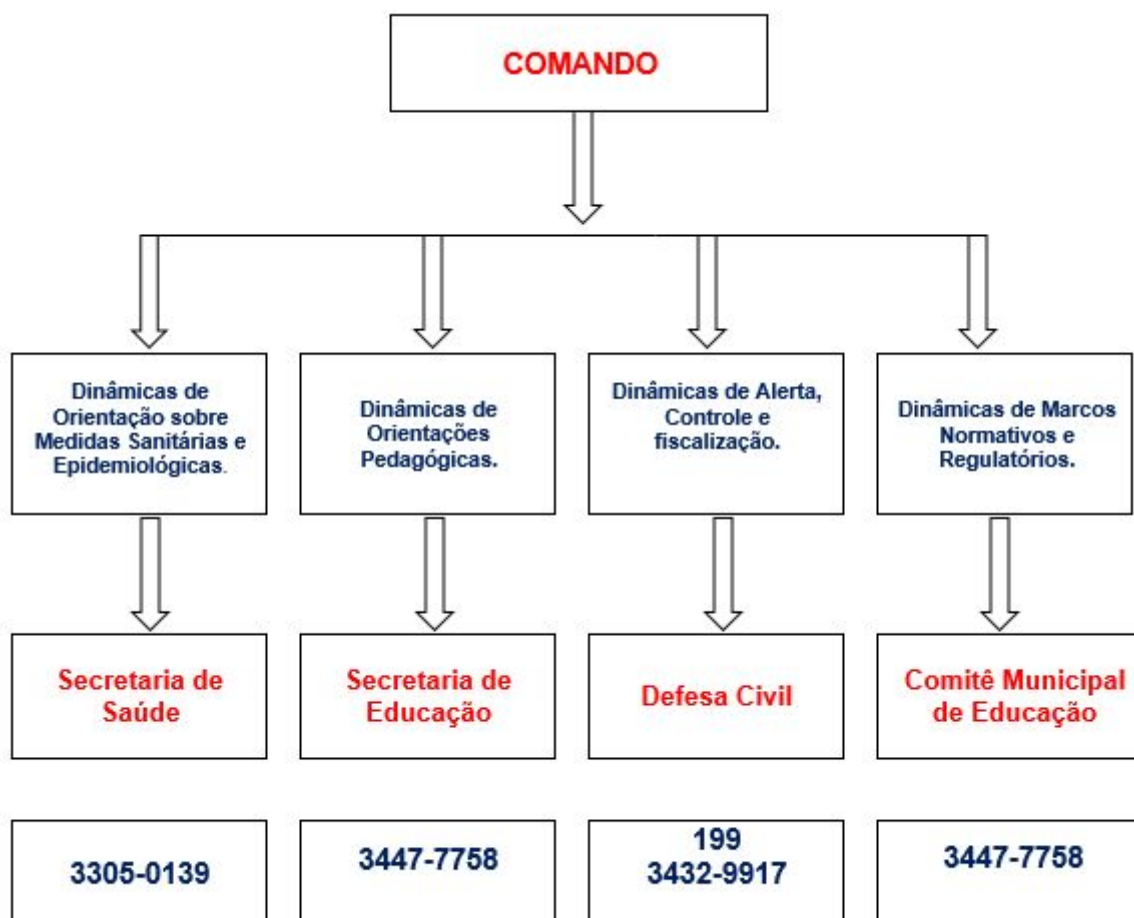 COMANDO
Dinâmicas de
Orientação sobre
Medidas Sanitárias e
Epidemiológicas.
Dinâmicas de
Orientações
Pedagógicas.
Dinâmicas de Alerta,
Controle e
fiscalização.
Dinâmicas de Marcos
Normativos e
Regulatórios.
Secretaria de
Saúde
Secretaria de
Educação
Defesa Civil
Comitê Municipal
de Educação
3305-0139
3447-7758
199
3432-9917
3447-7758